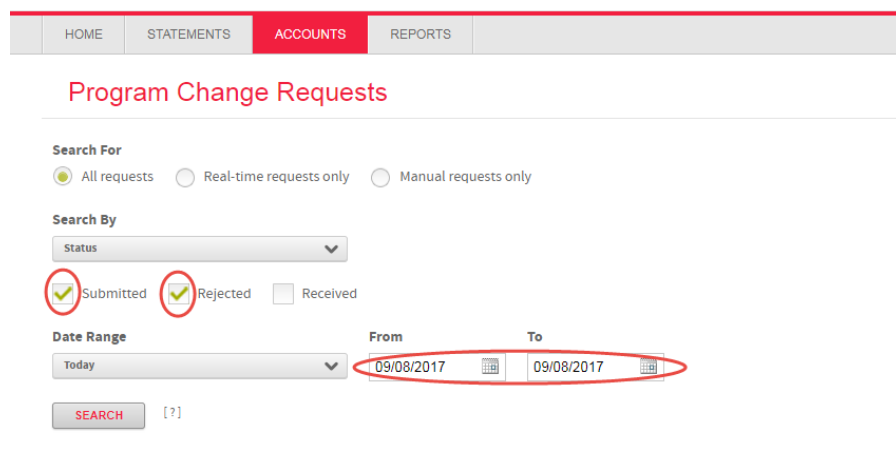 HOME STATEMENTS ACCOUNTS REPORTS
Program Change Requests
Search For
All requests Real-time requests only Manual requests only
Search By
Status
Submitted Rejected Received
Date Range From To
Today 09/08/2017 09/08/2017
SEARCH [?]